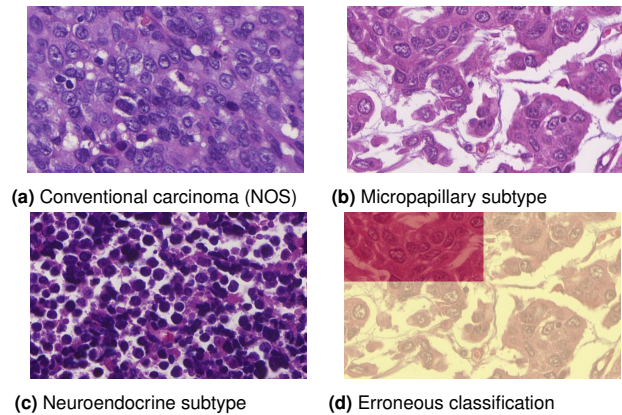 (a) Conventional carcinoma (NOS)
(b) Micropapillary subtype
(c) Neuroendocrine subtype
(d) Erroneous classification